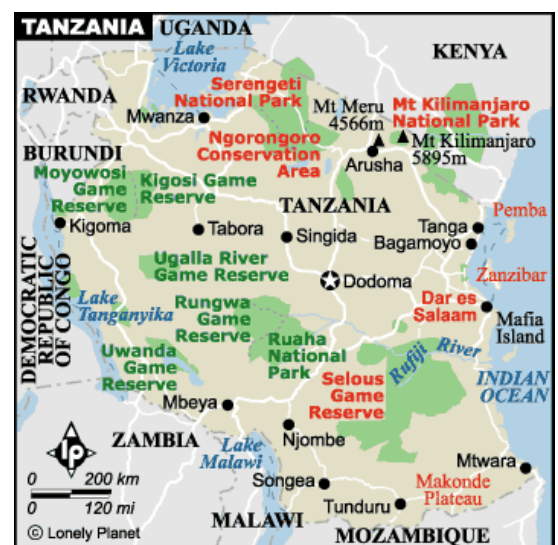 TANZANIA
UGANDA
Lake
Victoria
KENYA
Serengeti
National Park
RWANDA
Mt Meru
4566m
Mt Kilimanjaro
National Park
Mwanza
Ngorongoro
Conservation
Area
Mt Kilimanjaro
5895m
BURUNDI
Arusha
Moyowosi
Game
Reserve
Kigosi Game
Reserve
TANZANIA
Pemba
Kigoma
Tabora
Singida
Tanga
Bagamoyo
DEMOCRATIC
REPUBLIC
OF CONGO
Ugalla River
Game Reserve
Dodoma
Zanzibar
Lake
Tanganyika
Rungwa
Game
Reserve
Dar es
Salaam
Mafia
Island
Uwanda
Game
Reserve
Ruaha
National
Park
Rufiji River
Selous
Game
Reserve
INDIAN
OCEAN
Mbeya
ZAMBIA
Njombe
Lake
Malawi
lp
Mtwara
0 200 km
0 120 mi
Songea
Makonde
Plateau
Tunduru
© Lonely Planet
MALAWI
MOZAMBIQUE